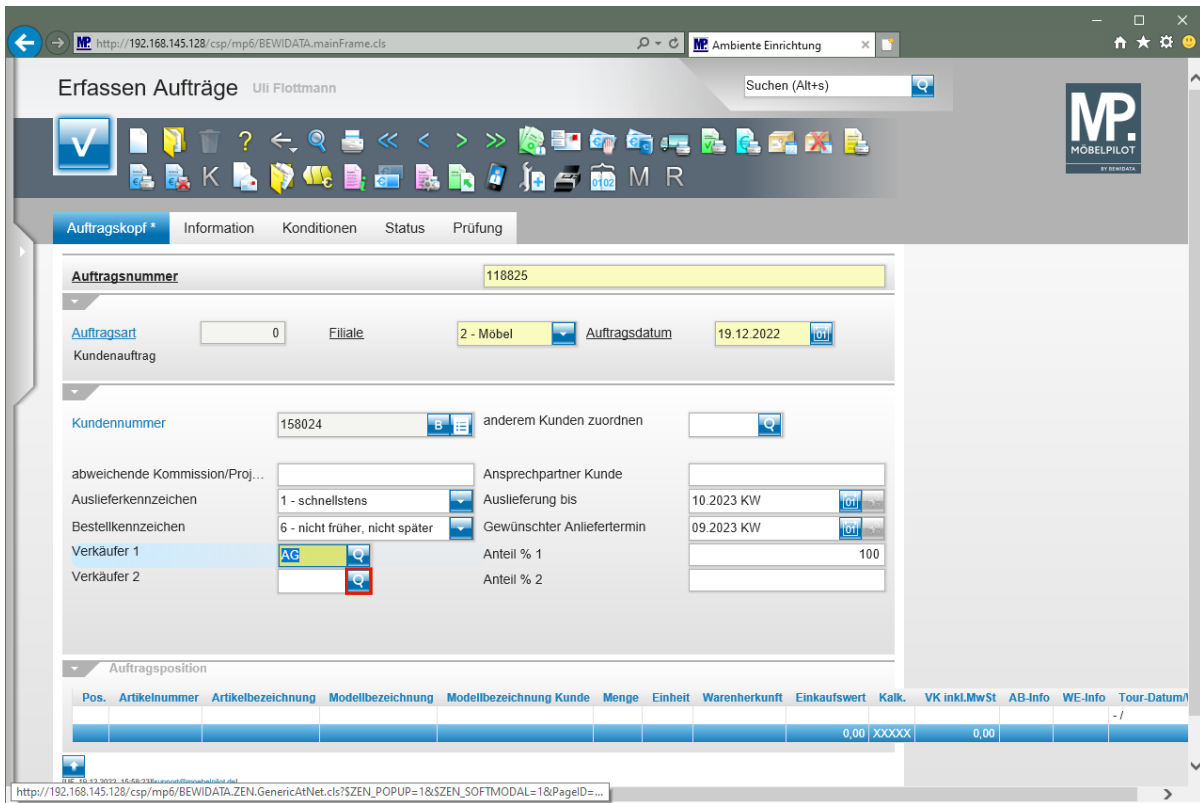 http://192.168.145.128/csp/mp6/BEWIDATA.mainFrame.cls
MP. Ambiente Einrichtung
Erfassen Aufträge Uli Flottmann
Suchen (Alt+s)
MP.
MÖBELPILOT
BY BEWIDATA
K 0102 M R
Auftragskopf * Information Konditionen Status Prüfung
Auftragsnummer 118825
Auftragsart 0 Filiale 2 - Möbel Auftragsdatum 19.12.2022
Kundenauftrag
Kundennummer 158024 B anderem Kunden zuordnen
abweichende Kommission/Proj... Ansprechpartner Kunde
Auslieferkennzeichen 1 - schnellstens Auslieferung bis 10.2023 KW
Bestellkennzeichen 6 - nicht früher, nicht später Gewünschter Anliefertermin 09.2023 KW
Verkäufer 1 AG Anteil % 1 100
Verkäufer 2 Anteil % 2
Auftragsposition
Pos. Artikelnummer Artikelbezeichnung Modellbezeichnung Modellbezeichnung Kunde Menge Einheit Warenherkunft Einkaufswert Kalk. VK inkl.MwSt AB-Info WE-Info Tour-Datum/
- /
0,00 XXXXX 0,00
http://192.168.145.128/csp/mp6/BEWIDATA.ZEN.GenericAtNet.cls?$ZEN_POPUP=1&$ZEN_SOFTMODAL=1&PageID=...